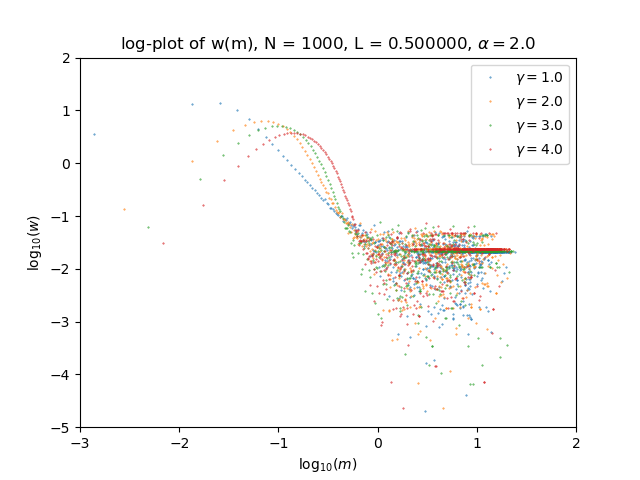 log-plot of w(m), N = 1000, L = 0.500000, α = 2.0
2
1
0
−1
−2
−3
−4
−5
log₁₀(w)
γ = 1.0
γ = 2.0
γ = 3.0
γ = 4.0
−3 −2 −1 0 1 2
log₁₀(m)